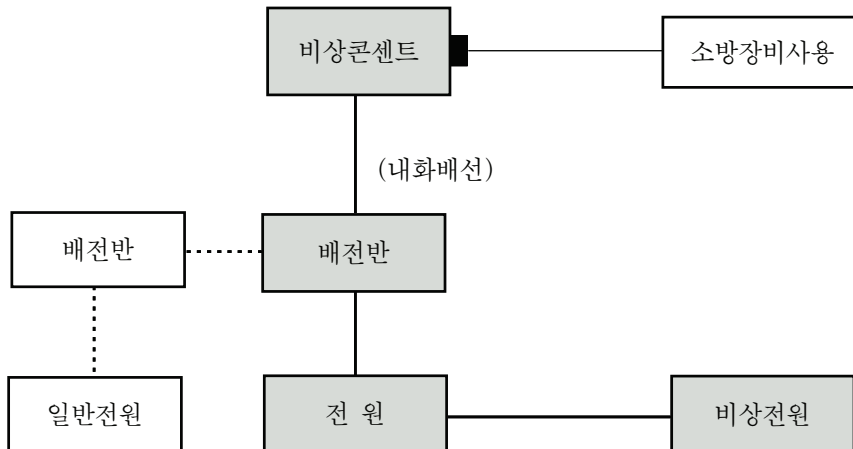 비상콘센트
소방장비사용
(내화배선)
배전반
배전반
일반전원
전 원
비상전원